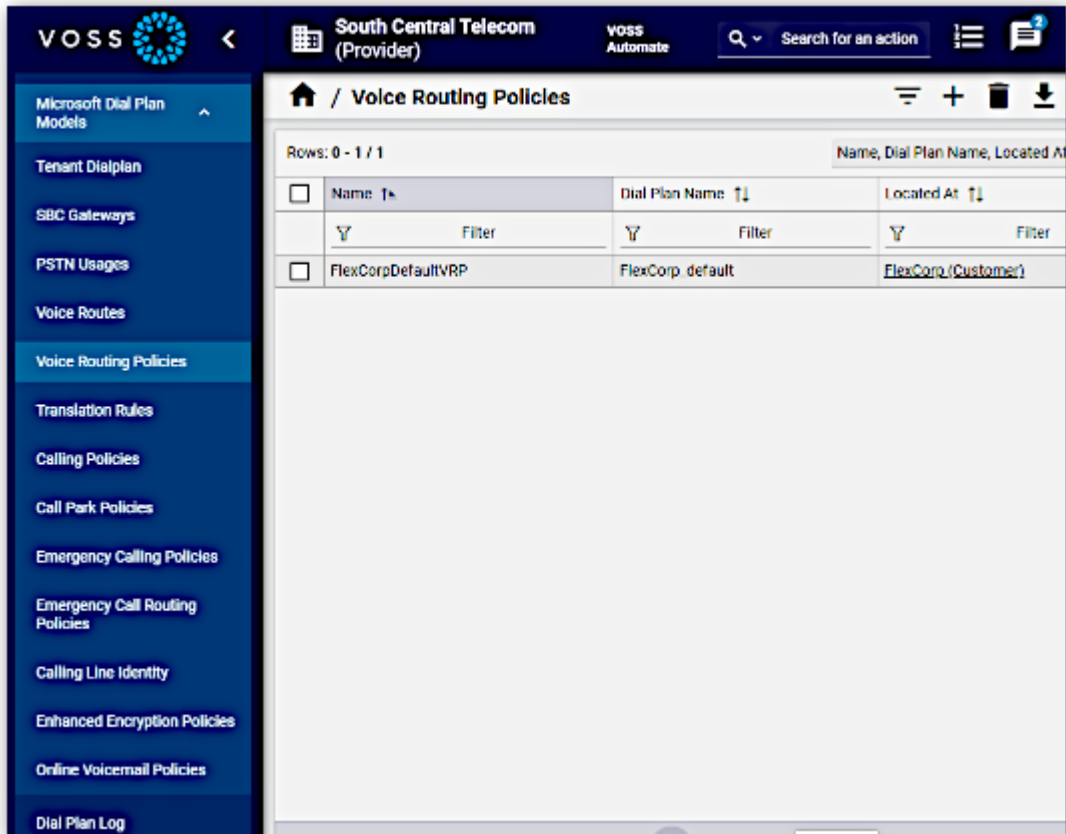 VOSS
South Central Telecom
(Provider)
VOSS
Automate
Search for an action
2
Microsoft Dial Plan
Models
Tenant Dialplan
SBC Gateways
PSTN Usages
Voice Routes
Voice Routing Policies
Translation Rules
Calling Policies
Call Park Policies
Emergency Calling Policies
Emergency Call Routing
Policies
Calling Line Identity
Enhanced Encryption Policies
Online Voicemail Policies
Dial Plan Log
/ Voice Routing Policies
Rows: 0 - 1 / 1
Name, Dial Plan Name, Located At
Name
Dial Plan Name
Located At
Filter
Filter
Filter
FlexCorpDefaultVRP
FlexCorp_default
FlexCorp (Customer)